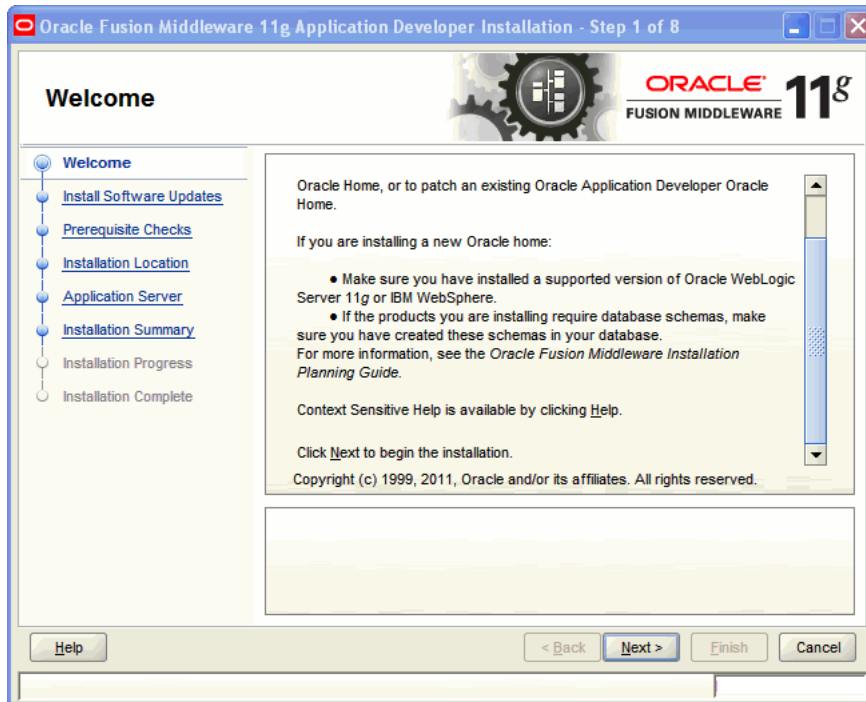 Oracle Fusion Middleware 11g Application Developer Installation - Step 1 of 8
Welcome
ORACLE®
FUSION MIDDLEWARE
11g
Welcome
Install Software Updates
Prerequisite Checks
Installation Location
Application Server
Installation Summary
Installation Progress
Installation Complete
Oracle Home, or to patch an existing Oracle Application Developer Oracle
Home.
If you are installing a new Oracle home:
● Make sure you have installed a supported version of Oracle WebLogic
Server 11g or IBM WebSphere.
● If the products you are installing require database schemas, make
sure you have created these schemas in your database.
For more information, see the Oracle Fusion Middleware Installation
Planning Guide.
Context Sensitive Help is available by clicking Help.
Click Next to begin the installation.
Copyright (c) 1999, 2011, Oracle and/or its affiliates. All rights reserved.
Help
< Back
Next >
Finish
Cancel